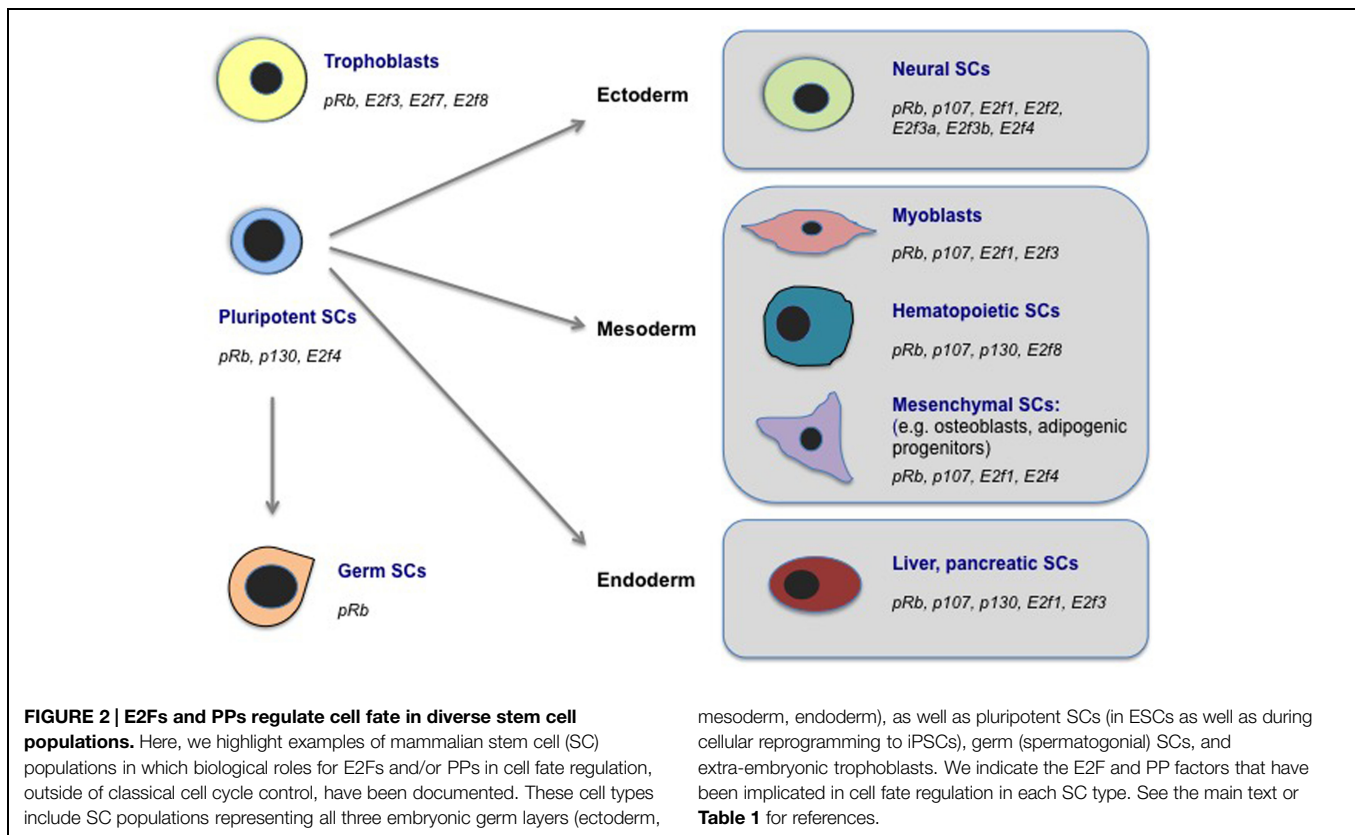 Trophoblasts
pRb, E2f3, E2f7, E2f8
Pluripotent SCs
pRb, p130, E2f4
Germ SCs
pRb
Ectoderm
Mesoderm
Endoderm
Neural SCs
pRb, p107, E2f1, E2f2,
E2f3a, E2f3b, E2f4
Myoblasts
pRb, p107, E2f1, E2f3
Hematopoietic SCs
pRb, p107, p130, E2f8
Mesenchymal SCs:
(e.g. osteoblasts, adipogenic
progenitors)
pRb, p107, E2f1, E2f4
Liver, pancreatic SCs
pRb, p107, p130, E2f1, E2f3
FIGURE 2 | E2Fs and PPs regulate cell fate in diverse stem cell
populations. Here, we highlight examples of mammalian stem cell (SC)
populations in which biological roles for E2Fs and/or PPs in cell fate regulation,
outside of classical cell cycle control, have been documented. These cell types
include SC populations representing all three embryonic germ layers (ectoderm,
mesoderm, endoderm), as well as pluripotent SCs (in ESCs as well as during
cellular reprogramming to iPSCs), germ (spermatogonial) SCs, and
extra-embryonic trophoblasts. We indicate the E2F and PP factors that have
been implicated in cell fate regulation in each SC type. See the main text or
Table 1 for references.